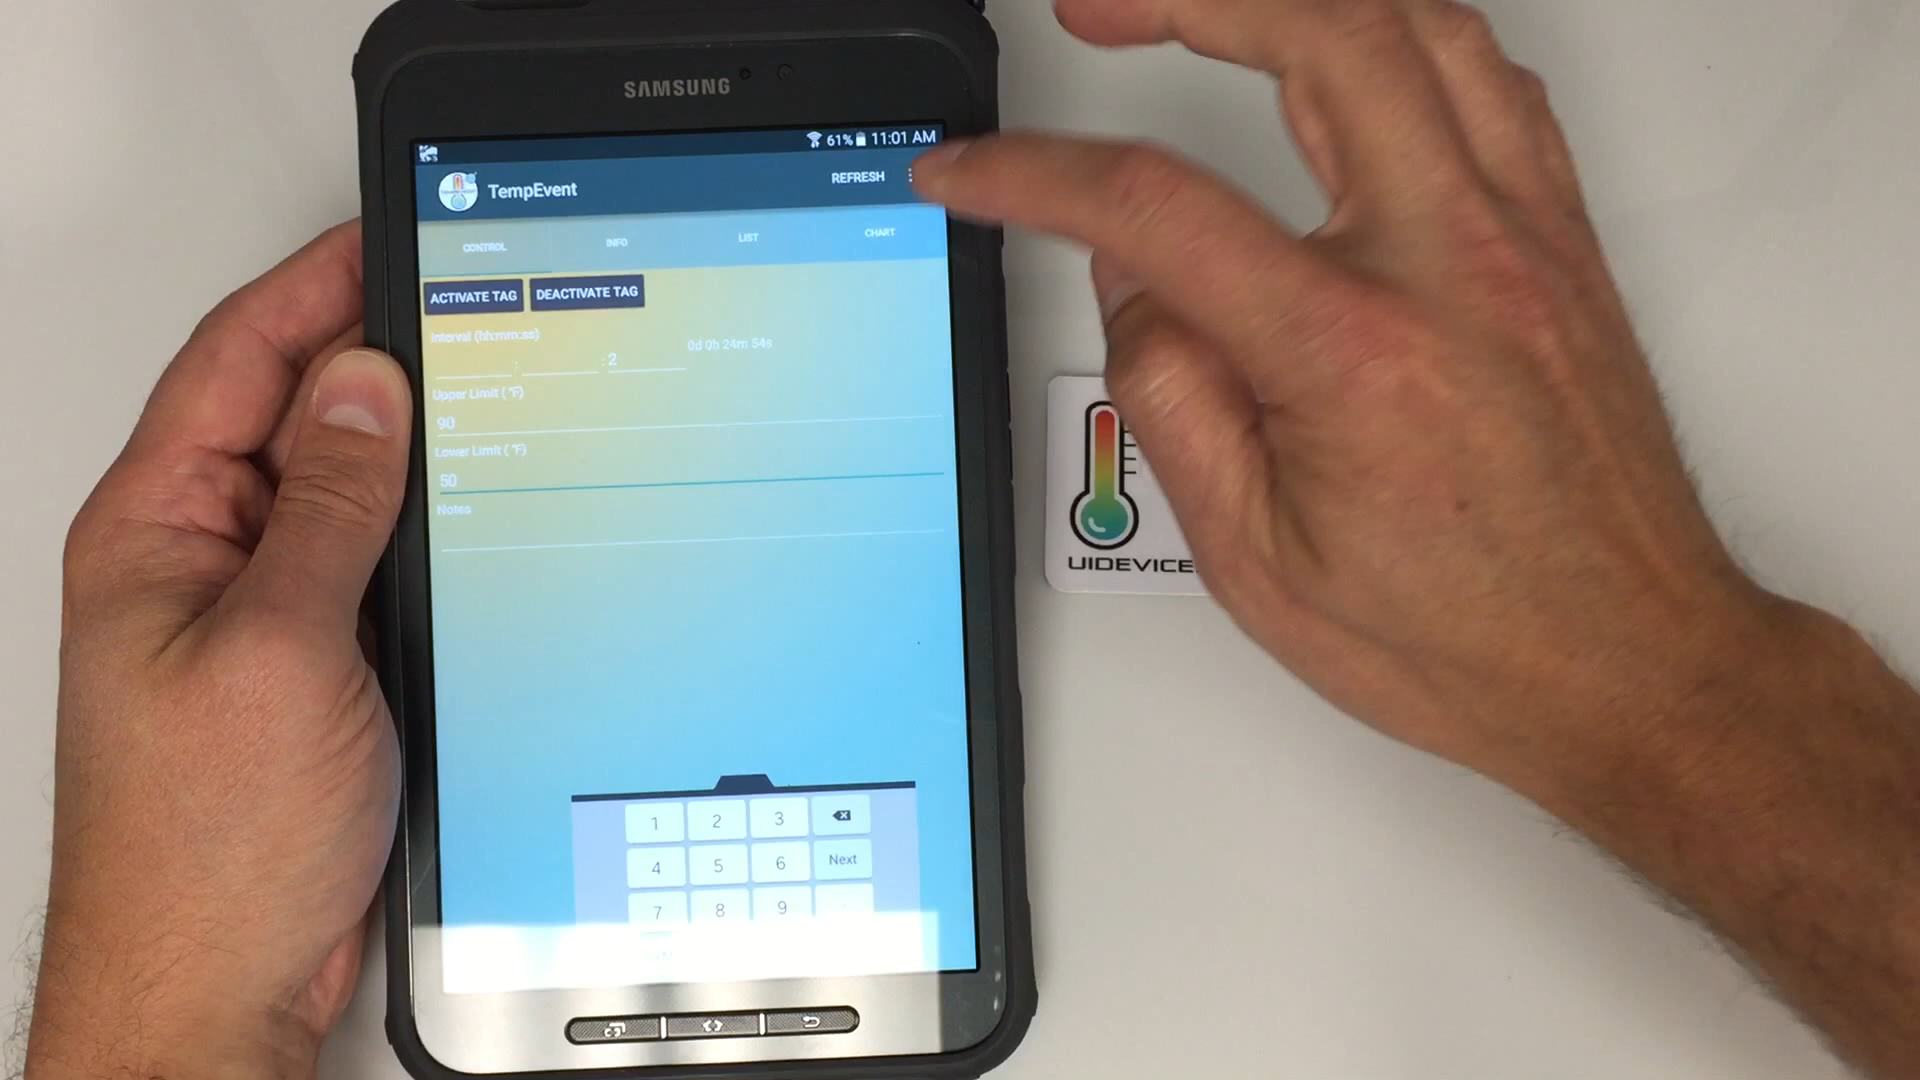 SAMSUNG
61% 11:01 AM
TempEvent REFRESH
CONTROL INFO LIST CHART
ACTIVATE TAG DEACTIVATE TAG
Interval (hh:mm:ss)
: : 2 0d 0h 24m 54s
Upper Limit ( °F)
90
Lower Limit ( °F)
50
Notes
1 2 3
4 5 6 Next
7 8 9
UIDEVICE